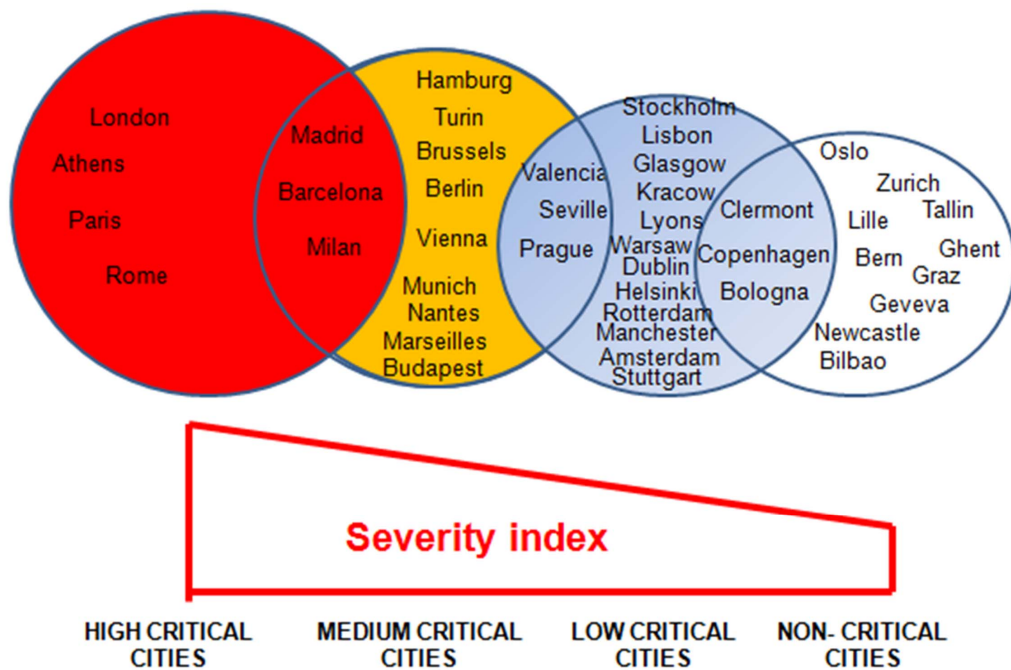 London
Athens
Paris
Rome
Madrid
Barcelona
Milan
Hamburg
Turin
Brussels
Berlin
Vienna
Munich
Nantes
Marseilles
Budapest
Valencia
Seville
Prague
Stockholm
Lisbon
Glasgow
Kracow
Lyons
Warsaw
Dublin
Helsinki
Rotterdam
Manchester
Amsterdam
Stuttgart
Clermont
Copenhagen
Bologna
Oslo
Zurich
Tallin
Lille
Ghent
Bern
Graz
Geveva
Newcastle
Bilbao
Severity index
HIGH CRITICAL
CITIES
MEDIUM CRITICAL
CITIES
LOW CRITICAL
CITIES
NON- CRITICAL
CITIES